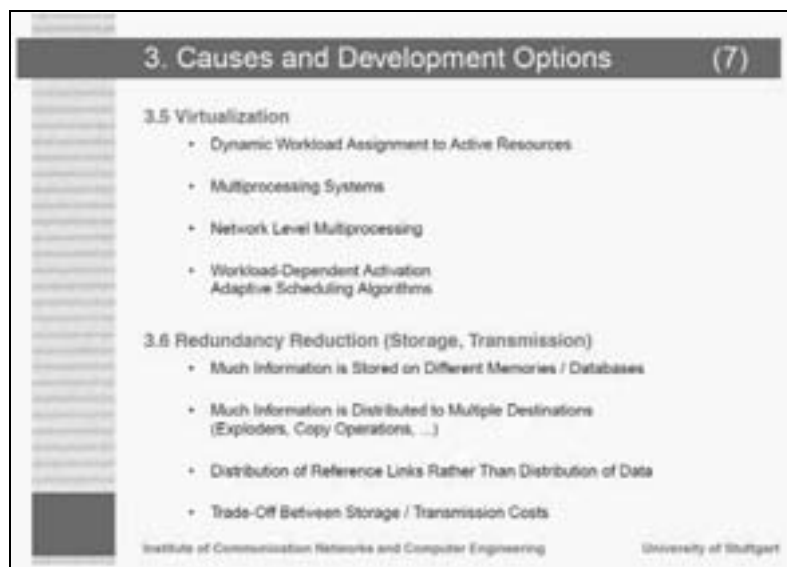 3. Causes and Development Options (7)
3.5 Virtualization
• Dynamic Workload Assignment to Active Resources
• Multiprocessing Systems
• Network Level Multiprocessing
• Workload-Dependent Activation
Adaptive Scheduling Algorithms
3.6 Redundancy Reduction (Storage, Transmission)
• Much Information is Stored on Different Memories / Databases
• Much Information is Distributed to Multiple Destinations
(Exploders, Copy Operations, ...)
• Distribution of Reference Links Rather Than Distribution of Data
• Trade-Off Between Storage / Transmission Costs
Institute of Communication Networks and Computer Engineering University of Stuttgart